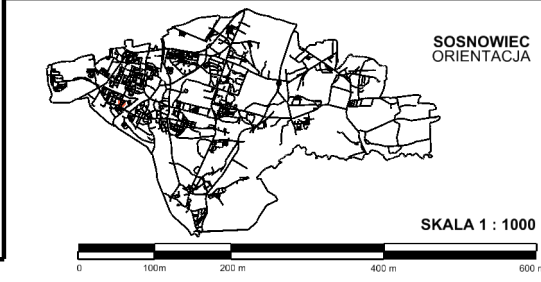 SOSNOWIEC
ORIENTACJA
SKALA 1 : 1000
0 100m 200 m 400 m 600 m